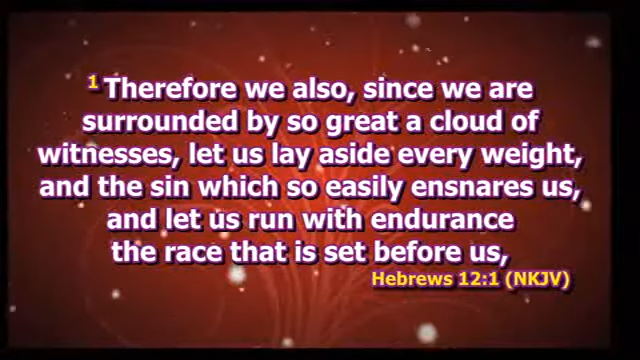 1 Therefore we also, since we are
surrounded by so great a cloud of
witnesses, let us lay aside every weight,
and the sin which so easily ensnares us,
and let us run with endurance
the race that is set before us,
Hebrews 12:1 (NKJV)